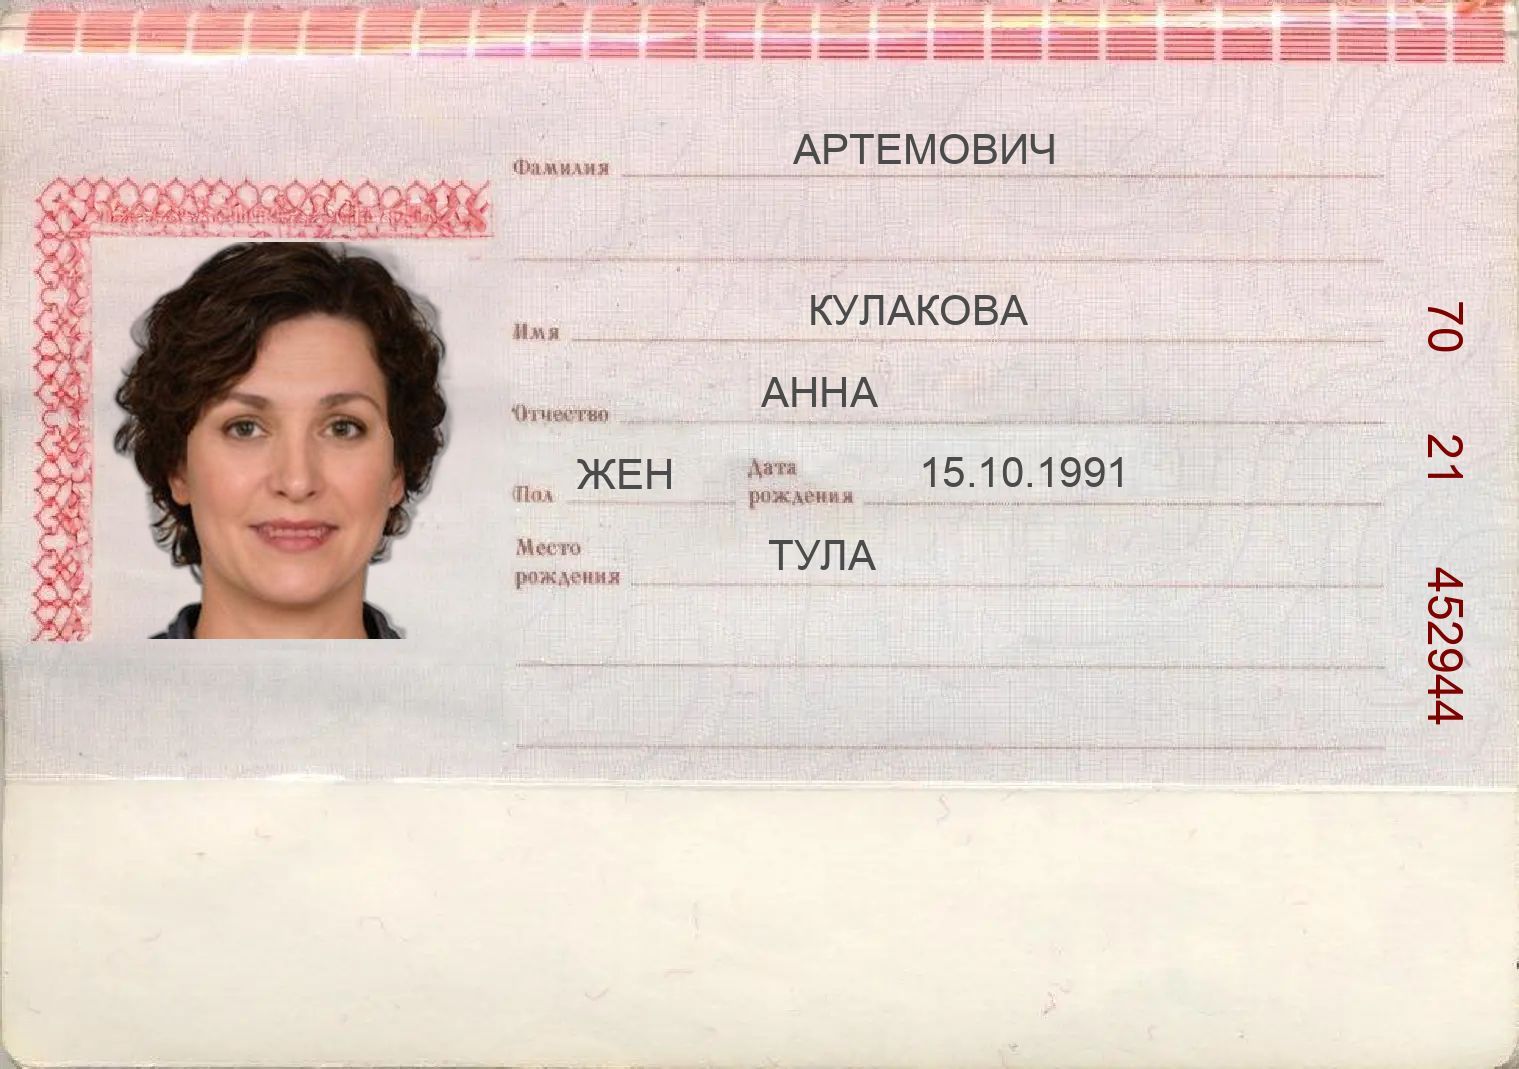 Фамилия АРТЕМОВИЧ
Имя КУЛАКОВА
Отчество АННА
Пол ЖЕН Дата рождения 15.10.1991
Место рождения ТУЛА
70 21 452944